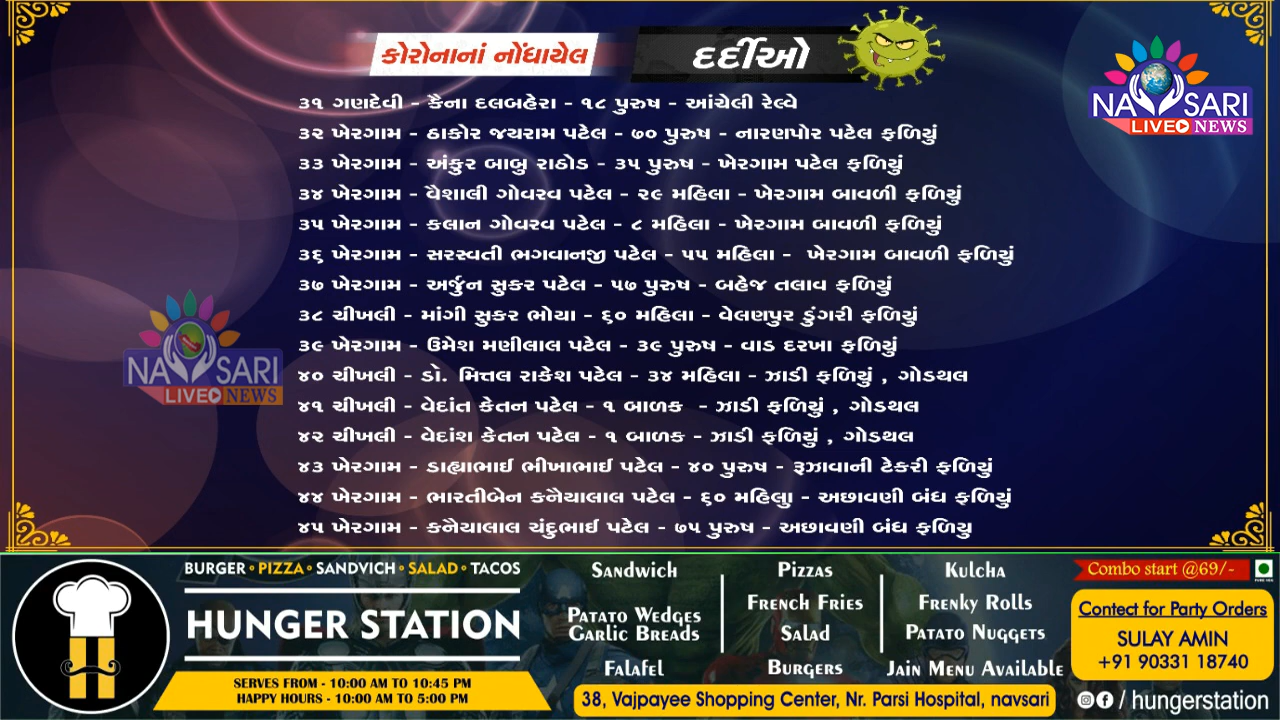 કોરોનાનાં નોંધાયેલ દર્દીઓ
NAVSARI
LIVE NEWS
૩૧ ગણદેવી - કૈના દલબહેરા - ૧૮ પુરુષ - આંચેલી રેલ્વે
૩૨ ખેરગામ - ઠાકોર જયરામ પટેલ - ૭૦ પુરુષ - નારણપોર પટેલ ફળિયું
૩૩ ખેરગામ - અંકુર બાબુ રાઠોડ - ૩૫ પુરુષ - ખેરગામ પટેલ ફળિયું
૩૪ ખેરગામ - વૈશાલી ગોવરવ પટેલ - ૨૯ મહિલા - ખેરગામ બાવળી ફળિયું
૩૫ ખેરગામ - કલાન ગોવરવ પટેલ - ૮ મહિલા - ખેરગામ બાવળી ફળિયું
૩૬ ખેરગામ - સરસ્વતી ભગવાનજી પટેલ - ૫૫ મહિલા - ખેરગામ બાવળી ફળિયું
૩૭ ખેરગામ - અર્જુન સુકર પટેલ - ૫૭ પુરુષ - બહેજ તલાવ ફળિયું
૩૮ ચીખલી - માંગી સુકર ભોયા - ૬૦ મહિલા - વેલણપુર ડુંગરી ફળિયું
૩૯ ખેરગામ - ઉમેશ મણીલાલ પટેલ - ૩૯ પુરુષ - વાડ દરખા ફળિયું
૪૦ ચીખલી - ડો. મિત્તલ રાકેશ પટેલ - ૩૪ મહિલા - ઝાડી ફળિયું , ગોડથલ
૪૧ ચીખલી - વેદાંત કેતન પટેલ - ૧ બાળક - ઝાડી ફળિયું , ગોડથલ
૪૨ ચીખલી - વેદાંશ કેતન પટેલ - ૧ બાળક - ઝાડી ફળિયું , ગોડથલ
૪૩ ખેરગામ - ડાહ્યાભાઈ ભીખાભાઈ પટેલ - ૪૦ પુરુષ - રૂઝાવાની ટેકરી ફળિયું
૪૪ ખેરગામ - ભારતીબેન કનૈયાલાલ પટેલ - ૬૦ મહિલા - અછાવણી બંધ ફળિયું
૪૫ ખેરગામ - કનૈયાલાલ ચંદુભાઈ પટેલ - ૭૫ પુરુષ - અછાવણી બંધ ફળિયુ
NAVSARI
LIVE NEWS
BURGER • PIZZA • SANDVICH • SALAD • TACOS
HUNGER STATION
SERVES FROM - 10:00 AM TO 10:45 PM
HAPPY HOURS - 10:00 AM TO 5:00 PM
Sandwich
Patato Wedges
Garlic Breads
Falafel
Pizzas
French Fries
Salad
Burgers
Kulcha
Frenky Rolls
Patato Nuggets
Jain Menu Available
38, Vajpayee Shopping Center, Nr. Parsi Hospital, navsari
Combo start @69/-
PURE VEG
Contect for Party Orders
SULAY AMIN
+91 90331 18740
/ hungerstation